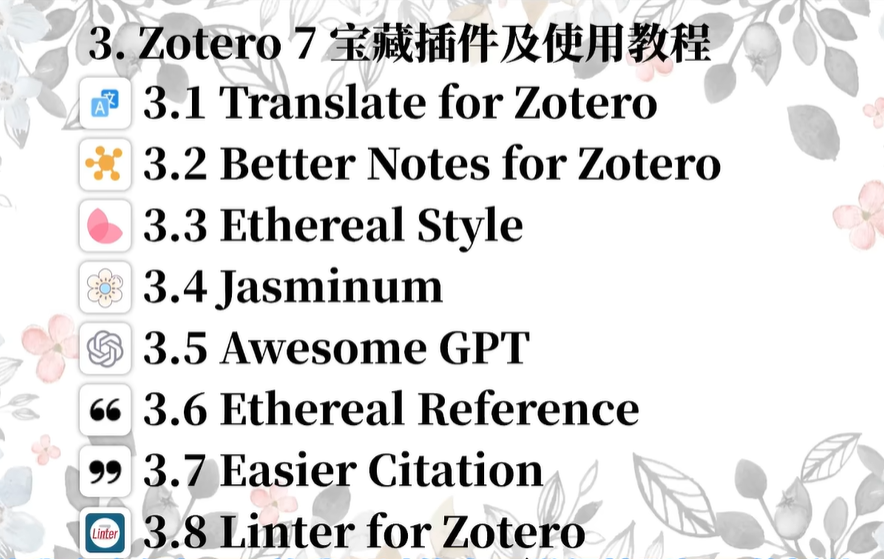 3. Zotero 7 宝藏插件及使用教程
3.1 Translate for Zotero
3.2 Better Notes for Zotero
3.3 Ethereal Style
3.4 Jasminum
3.5 Awesome GPT
3.6 Ethereal Reference
3.7 Easier Citation
Linter 3.8 Linter for Zotero